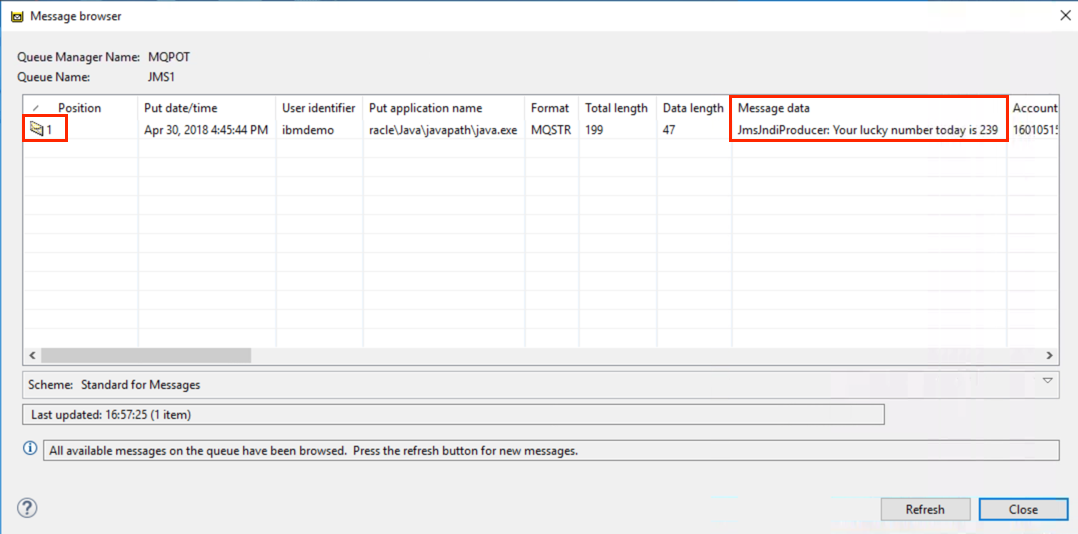 Message browser
Queue Manager Name: MQPOT
Queue Name: JMS1
Position Put date/time User identifier Put application name Format Total length Data length Message data Account
1 Apr 30, 2018 4:45:44 PM ibmdemo racle\Java\javapath\java.exe MQSTR 199 47 JmsJndiProducer: Your lucky number today is 239 16010515
Scheme: Standard for Messages
Last updated: 16:57:25 (1 item)
All available messages on the queue have been browsed. Press the refresh button for new messages.
Refresh Close